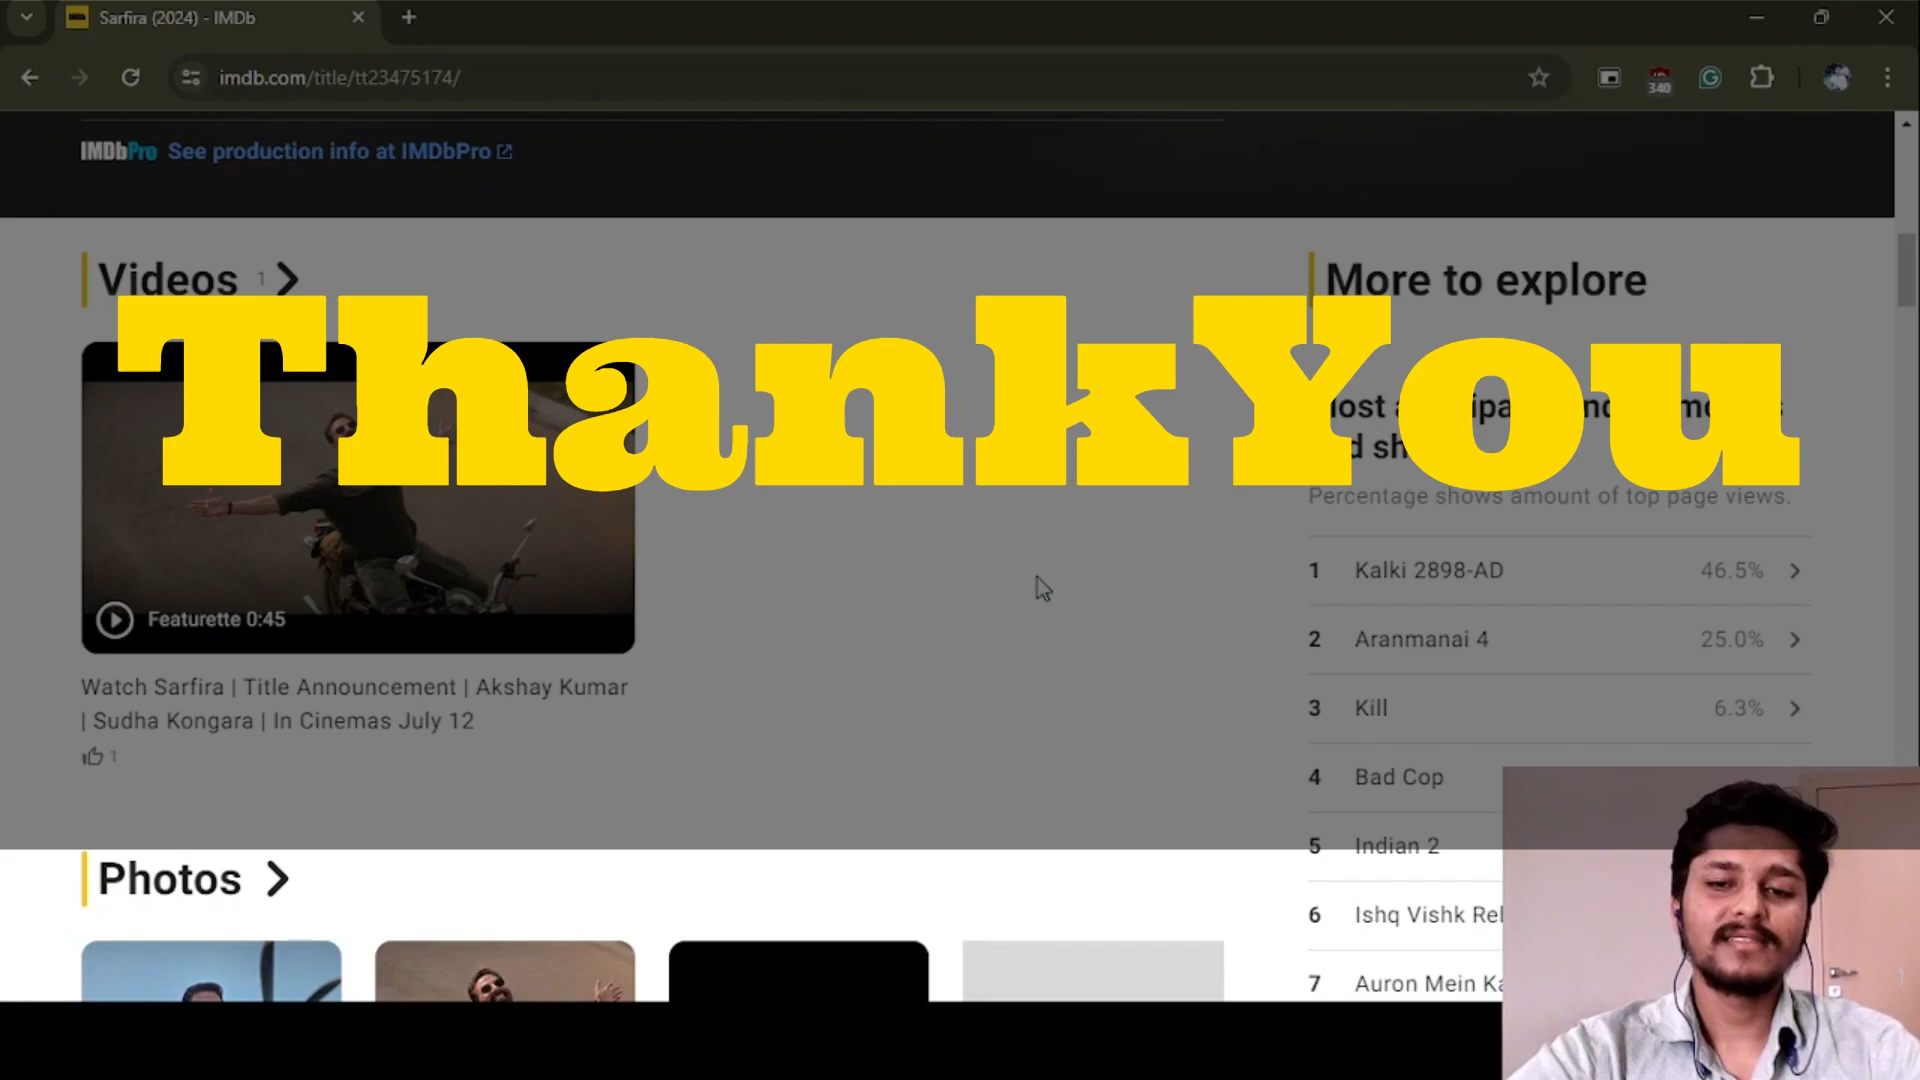 Sarfira (2024) - IMDb
imdb.com/title/tt23475174/
340
IMDbPro See production info at IMDbPro
Videos 1
More to explore
ThankYou
Percentage shows amount of top page views.
1 Kalki 2898-AD 46.5%
2 Aranmanai 4 25.0%
3 Kill 6.3%
4 Bad Cop
5 Indian 2
6 Ishq Vishk Rel
7 Auron Mein Ka
Featurette 0:45
Watch Sarfira | Title Announcement | Akshay Kumar
| Sudha Kongara | In Cinemas July 12
1
Photos